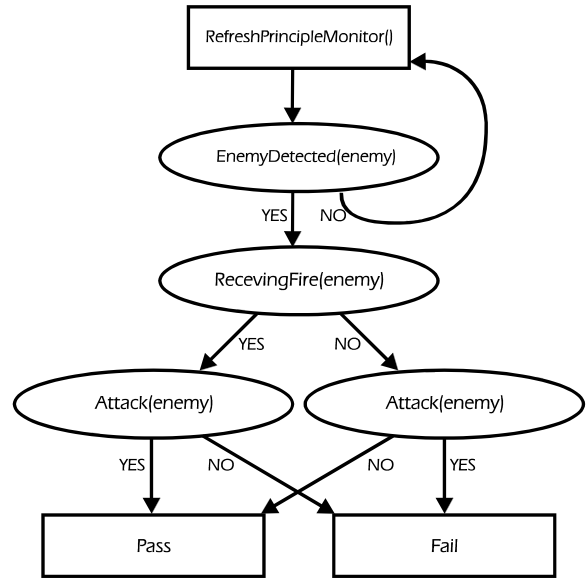 RefreshPrincipleMonitor()
EnemyDetected(enemy)
YES NO
RecevingFire(enemy)
YES NO
Attack(enemy) Attack(enemy)
YES NO NO YES
Pass Fail